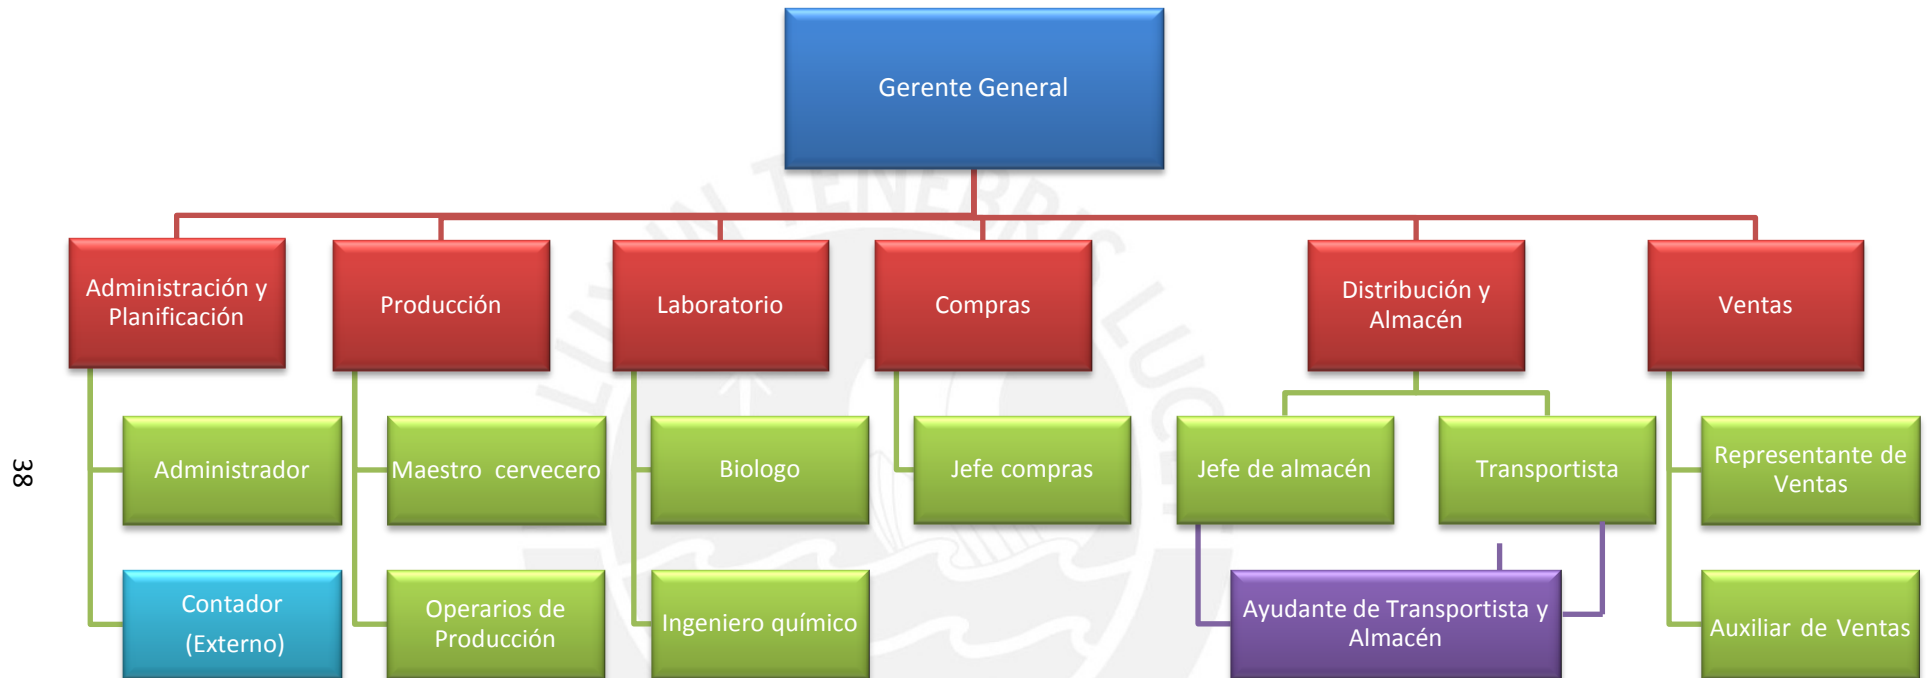 Gerente General
Administración y
Planificación
Producción
Laboratorio
Compras
Distribución y
Almacén
Ventas
Administrador
Maestro cervecero
Biologo
Jefe compras
Jefe de almacén
Transportista
Representante de
Ventas
Contador
(Externo)
Operarios de
Producción
Ingeniero químico
Ayudante de Transportista y
Almacén
Auxiliar de Ventas
38
TENEBRIS